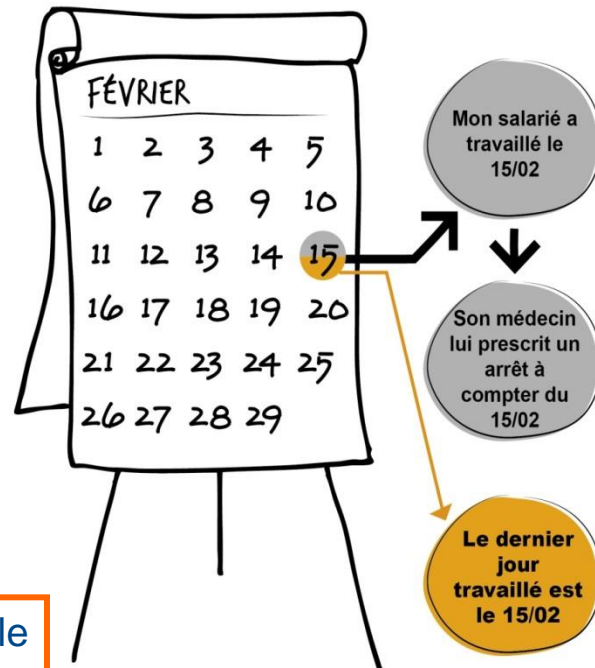 FÉVRIER
1 2 3 4 5
6 7 8 9 10
11 12 13 14 15
16 17 18 19 20
21 22 23 24 25
26 27 28 29
Mon salarié a
travaillé le
15/02
Son médecin
lui prescrit un
arrêt à
compter du
15/02
Le dernier
jour
travaillé est
le 15/02
le